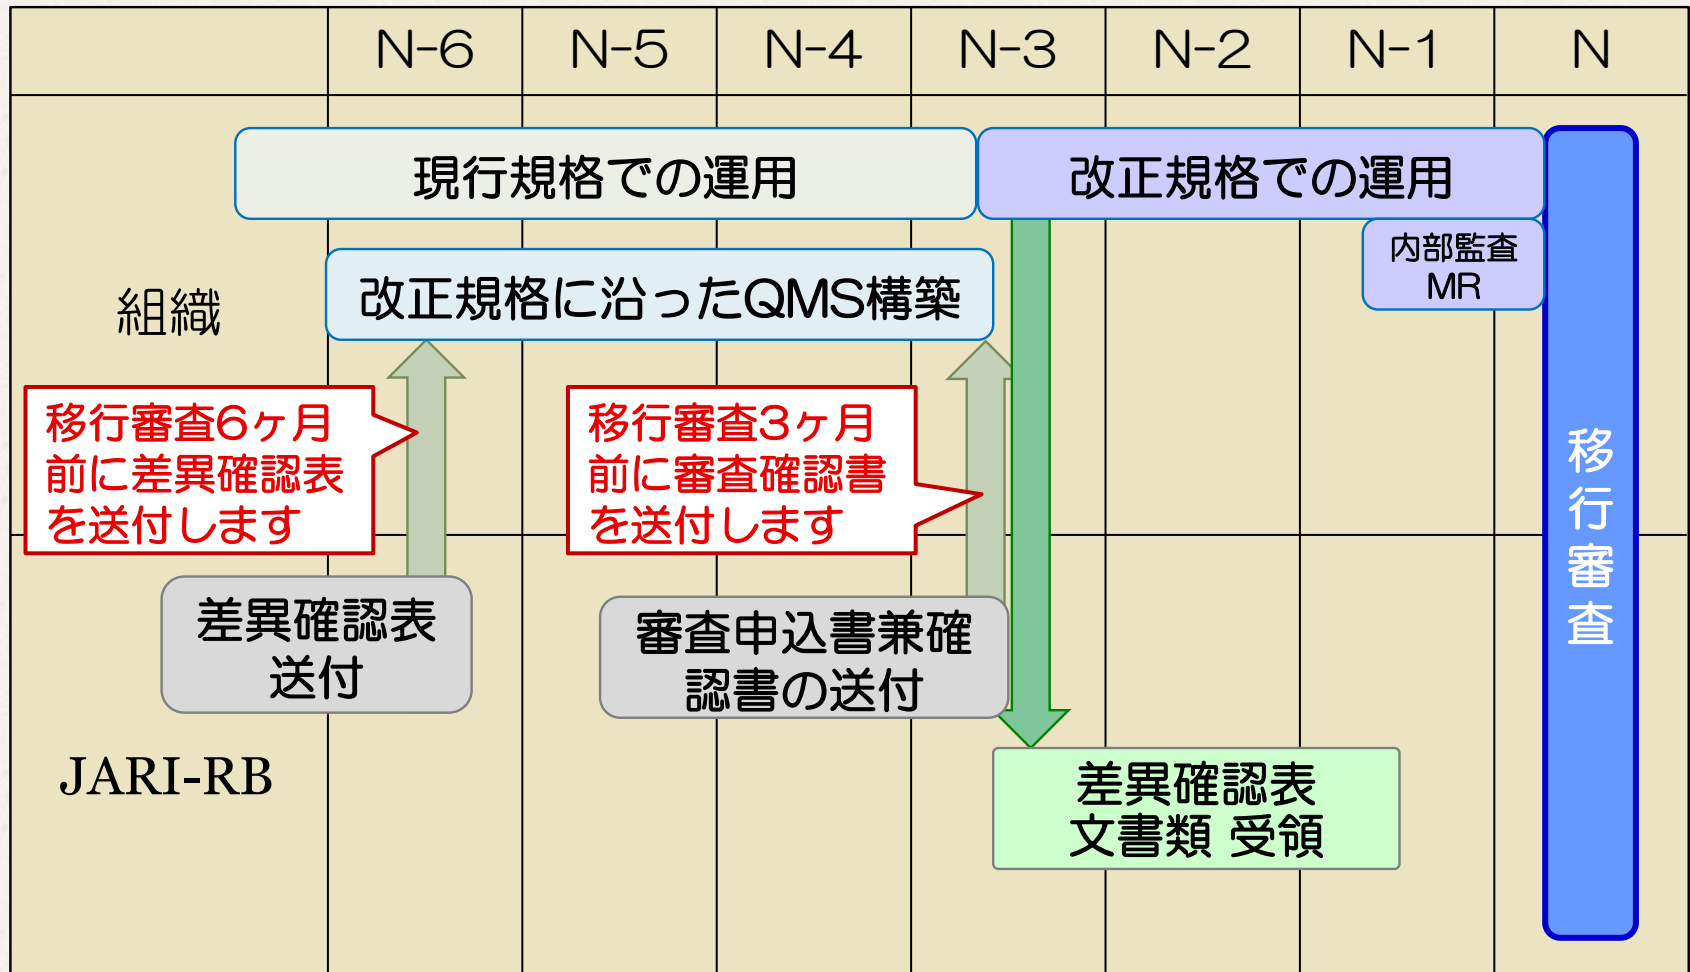 N-6 N-5 N-4 N-3 N-2 N-1 N
現行規格での運用
改正規格での運用
内部監査
MR
改正規格に沿ったQMS構築
組織
移行審査6ヶ月
前に差異確認表
を送付します
移行審査3ヶ月
前に審査確認書
を送付します
移行審査
差異確認表
送付
審査申込書兼確
認書の送付
JARI-RB
差異確認表
文書類 受領